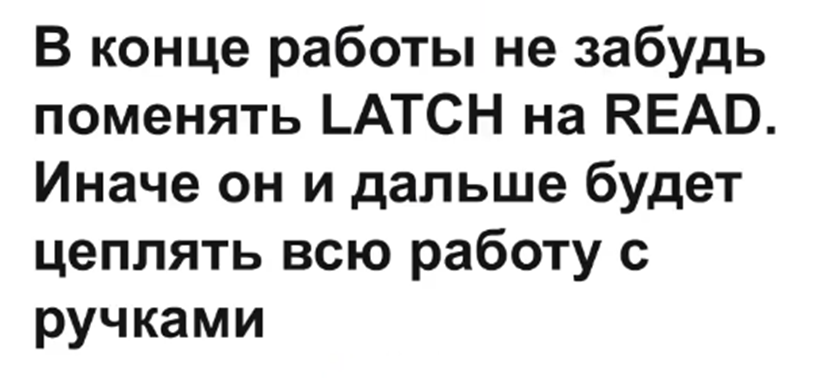 В конце работы не забудь
поменять LATCH на READ.
Иначе он и дальше будет
цеплять всю работу с
ручками